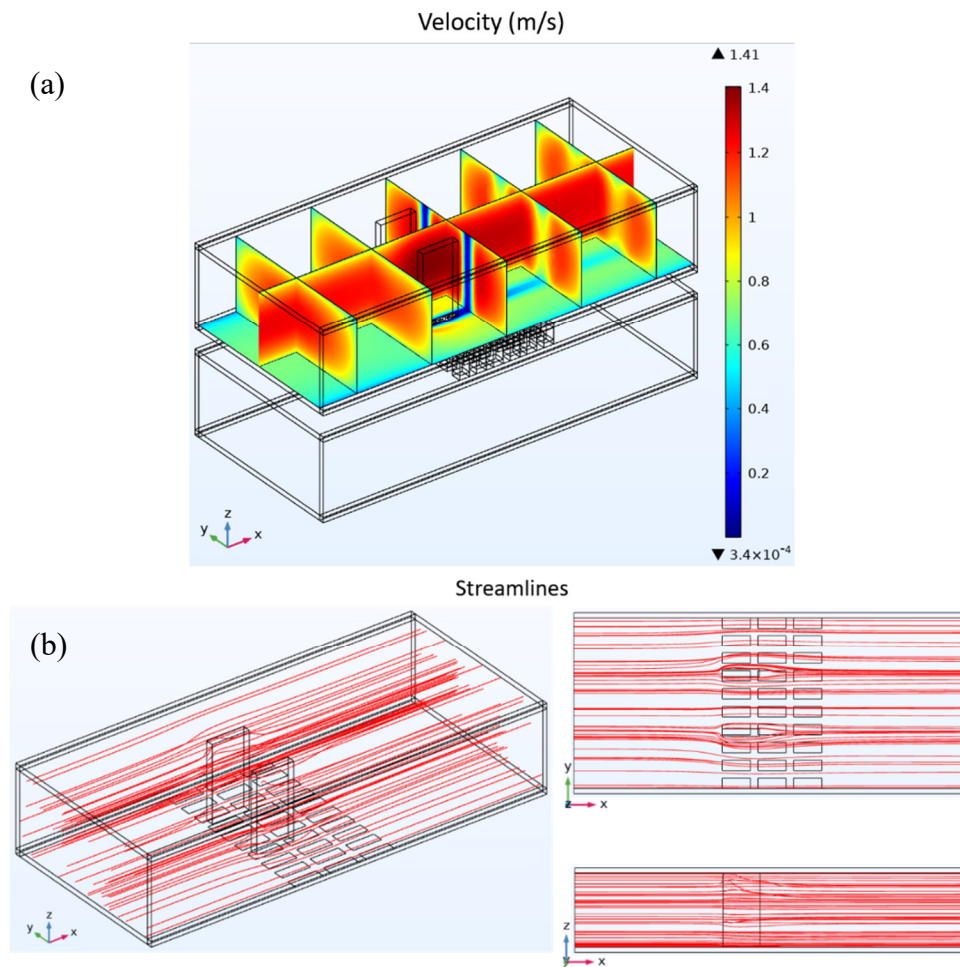 Velocity (m/s)
(a)
▲ 1.41
1.4
1.2
1
0.8
0.6
0.4
0.2
▼ 3.4×10⁻⁴
z
y
x
Streamlines
(b)
y
z
x
z
y
x
z
y
x